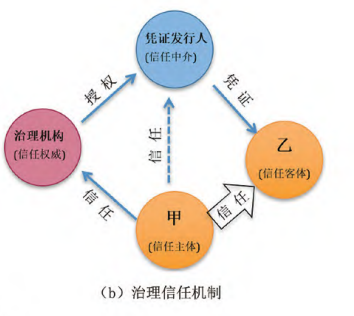 凭证发行人
(信任中介)
授权
凭证
治理机构
(信任权威)
信任
乙
(信任客体)
信任
信任
甲
(信任主体)
（b）治理信任机制